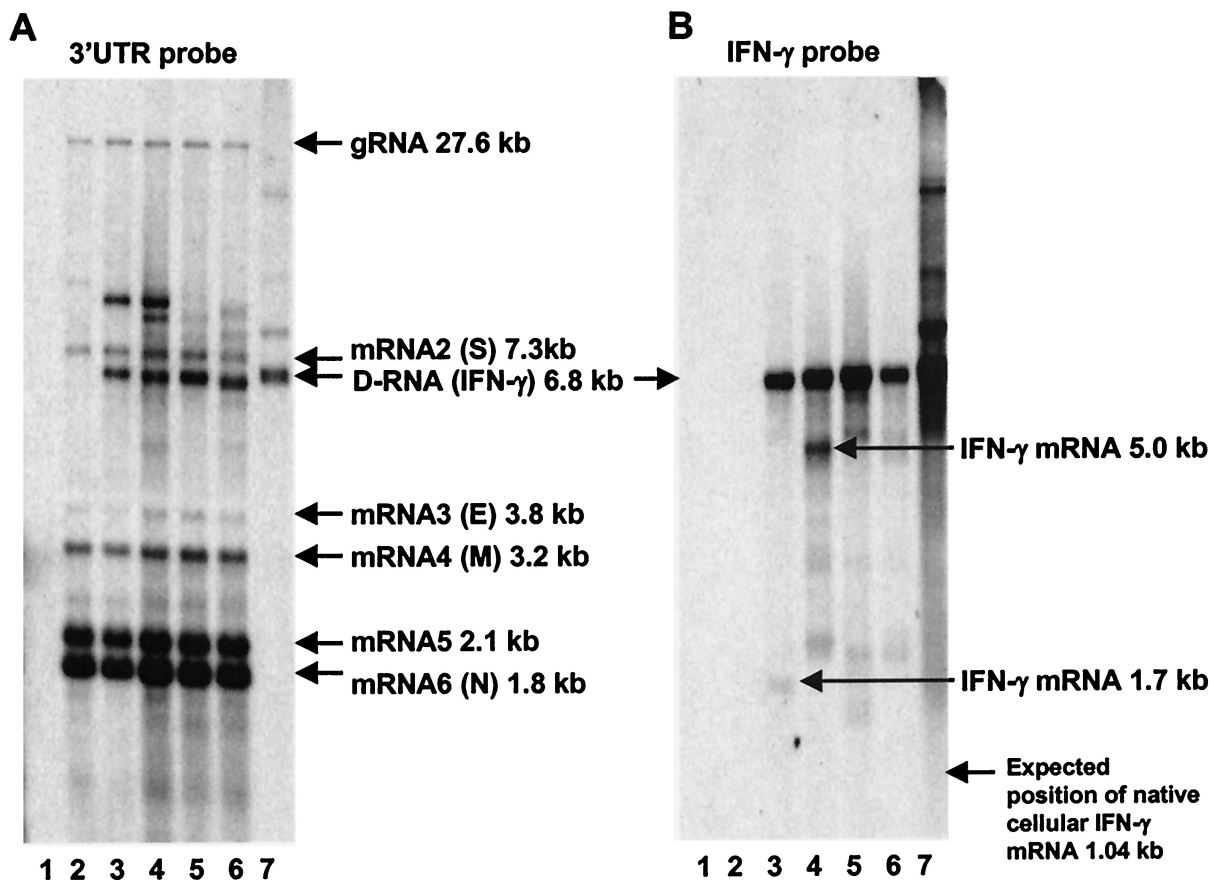 A
3'UTR probe
gRNA 27.6 kb
mRNA2 (S) 7.3kb
D-RNA (IFN-γ) 6.8 kb
mRNA3 (E) 3.8 kb
mRNA4 (M) 3.2 kb
mRNA5 2.1 kb
mRNA6 (N) 1.8 kb
1 2 3 4 5 6 7
B
IFN-γ probe
IFN-γ mRNA 5.0 kb
IFN-γ mRNA 1.7 kb
Expected
position of native
cellular IFN-γ
mRNA 1.04 kb
1 2 3 4 5 6 7